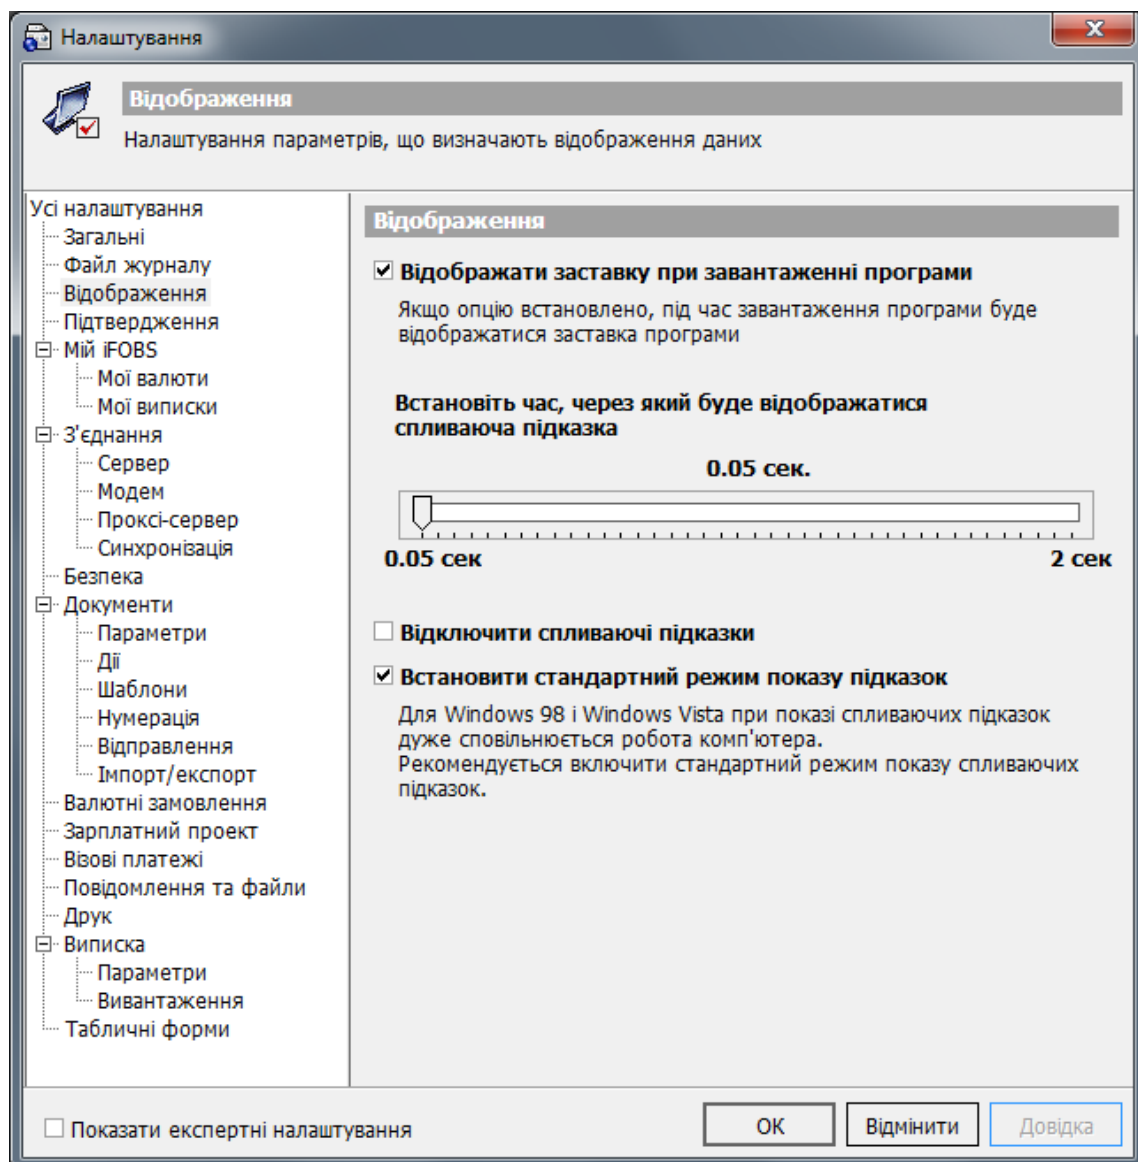 Налаштування
Відображення
Налаштування параметрів, що визначають відображення даних
Усі налаштування
Загальні
Файл журналу
Відображення
Підтвердження
Мій iFOBS
Мої валюти
Мої виписки
З'єднання
Сервер
Модем
Проксі-сервер
Синхронізація
Безпека
Документи
Параметри
Дії
Шаблони
Нумерація
Відправлення
Імпорт/експорт
Валютні замовлення
Зарплатний проект
Візові платежі
Повідомлення та файли
Друк
Виписка
Параметри
Вивантаження
Табличні форми
Відображення
Відображати заставку при завантаженні програми
Якщо опцію встановлено, під час завантаження програми буде
відображатися заставка програми
Встановіть час, через який буде відображатися
спливаюча підказка
0.05 сек.
0.05 сек
2 сек
Відключити спливаючі підказки
Встановити стандартний режим показу підказок
Для Windows 98 і Windows Vista при показі спливаючих підказок
дуже сповільнюється робота комп'ютера.
Рекомендується включити стандартний режим показу спливаючих
підказок.
Показати експертні налаштування
ОК
Відмінити
Довідка